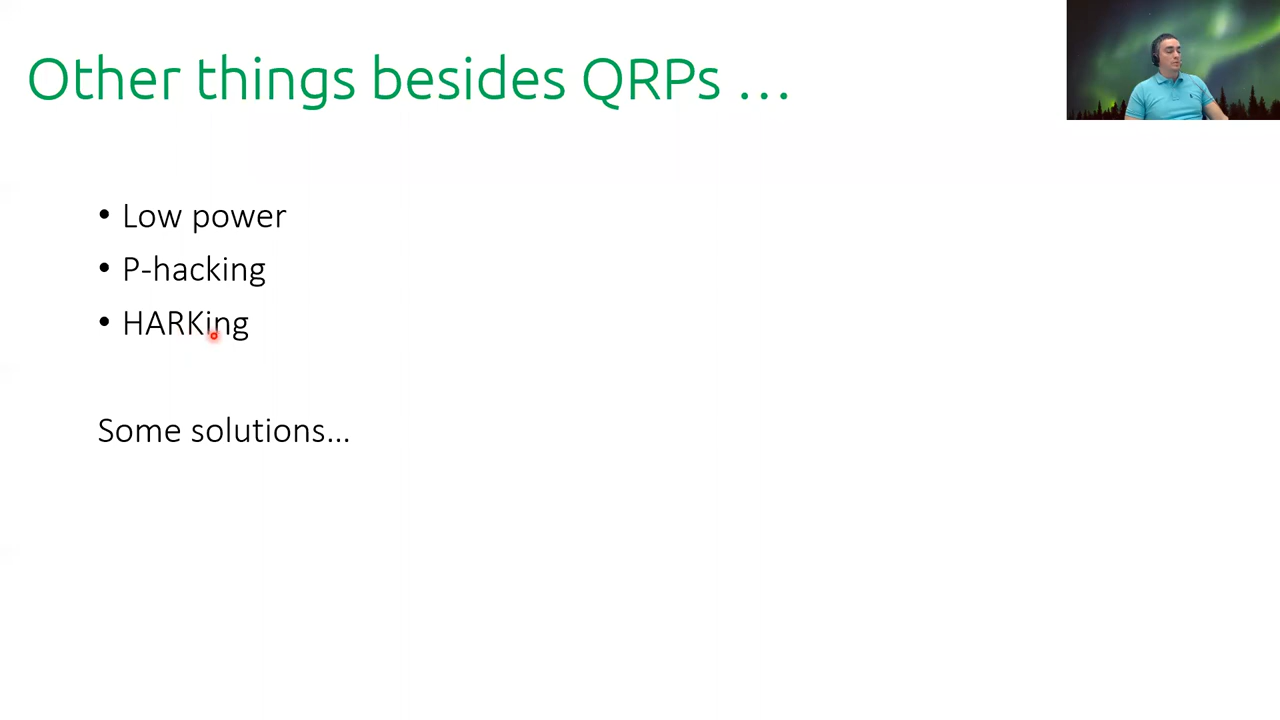 Other things besides QRPs …
• Low power
• P-hacking
• HARKing
Some solutions…